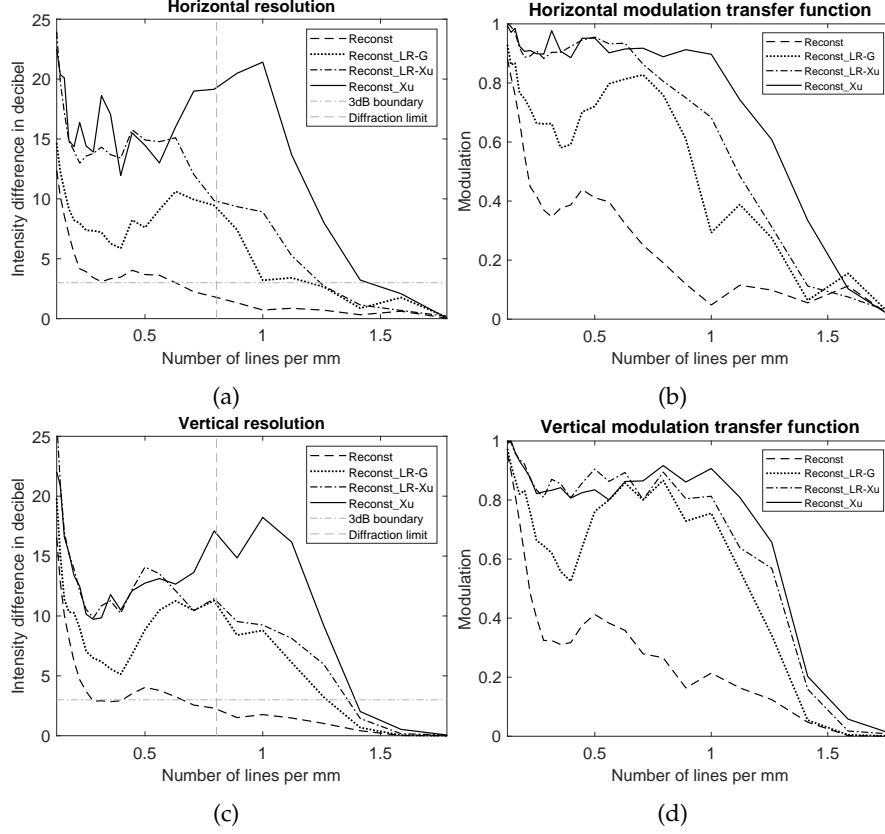 Horizontal resolution
Intensity difference in decibel
25
20
15
10
5
0
0.5
1
1.5
Number of lines per mm
Reconst
Reconst_LR-G
Reconst_LR-Xu
Reconst_Xu
3dB boundary
Diffraction limit
(a)
Horizontal modulation transfer function
Modulation
1
0.8
0.6
0.4
0.2
0
0.5
1
1.5
Number of lines per mm
Reconst
Reconst_LR-G
Reconst_LR-Xu
Reconst_Xu
(b)
Vertical resolution
Intensity difference in decibel
25
20
15
10
5
0
0.5
1
1.5
Number of lines per mm
Reconst
Reconst_LR-G
Reconst_LR-Xu
Reconst_Xu
3dB boundary
Diffraction limit
(c)
Vertical modulation transfer function
Modulation
1
0.8
0.6
0.4
0.2
0
0.5
1
1.5
Number of lines per mm
Reconst
Reconst_LR-G
Reconst_LR-Xu
Reconst_Xu
(d)